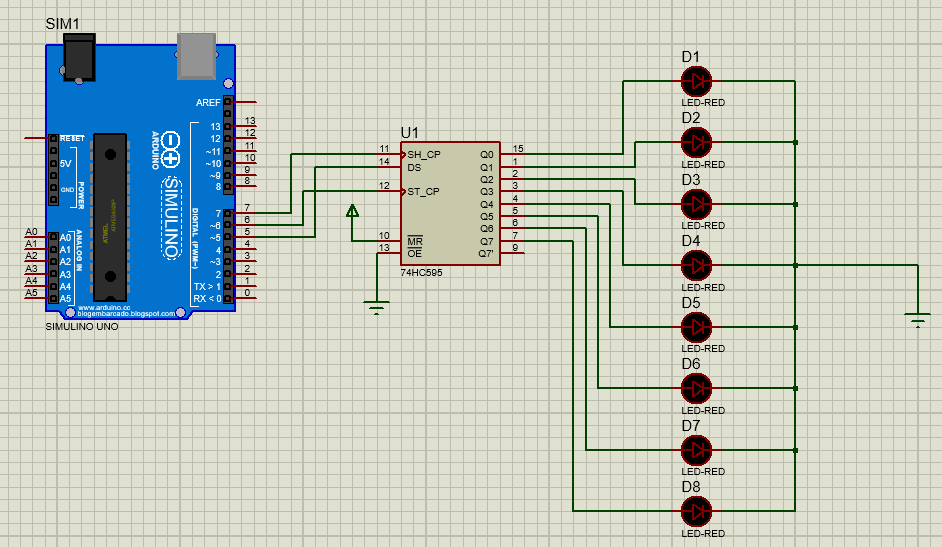 SIM1
AREF
13 13
12 12
~11 11
~10 10
~9 9
8 8
RESET
5V
GND
POWER
ARDUINO
SIMULINO
DIGITAL (PWM~)
7 7
~6 6
~5 5
4 4
~3 3
2 2
TX > 1 1
RX < 0 0
A0 A0
A1 A1
A2 A2
A3 A3
A4 A4
A5 A5
ANALOG IN
ATMEL
www.arduino.cc
blogembarcado.blogspot.com
SIMULINO UNO
U1
11 SH_CP Q0 15
14 DS Q1 1
Q2 2
12 ST_CP Q3 3
Q4 4
Q5 5
Q6 6
10 MR Q7 7
13 OE Q7' 9
74HC595
D1
LED-RED
D2
LED-RED
D3
LED-RED
D4
LED-RED
D5
LED-RED
D6
LED-RED
D7
LED-RED
D8
LED-RED